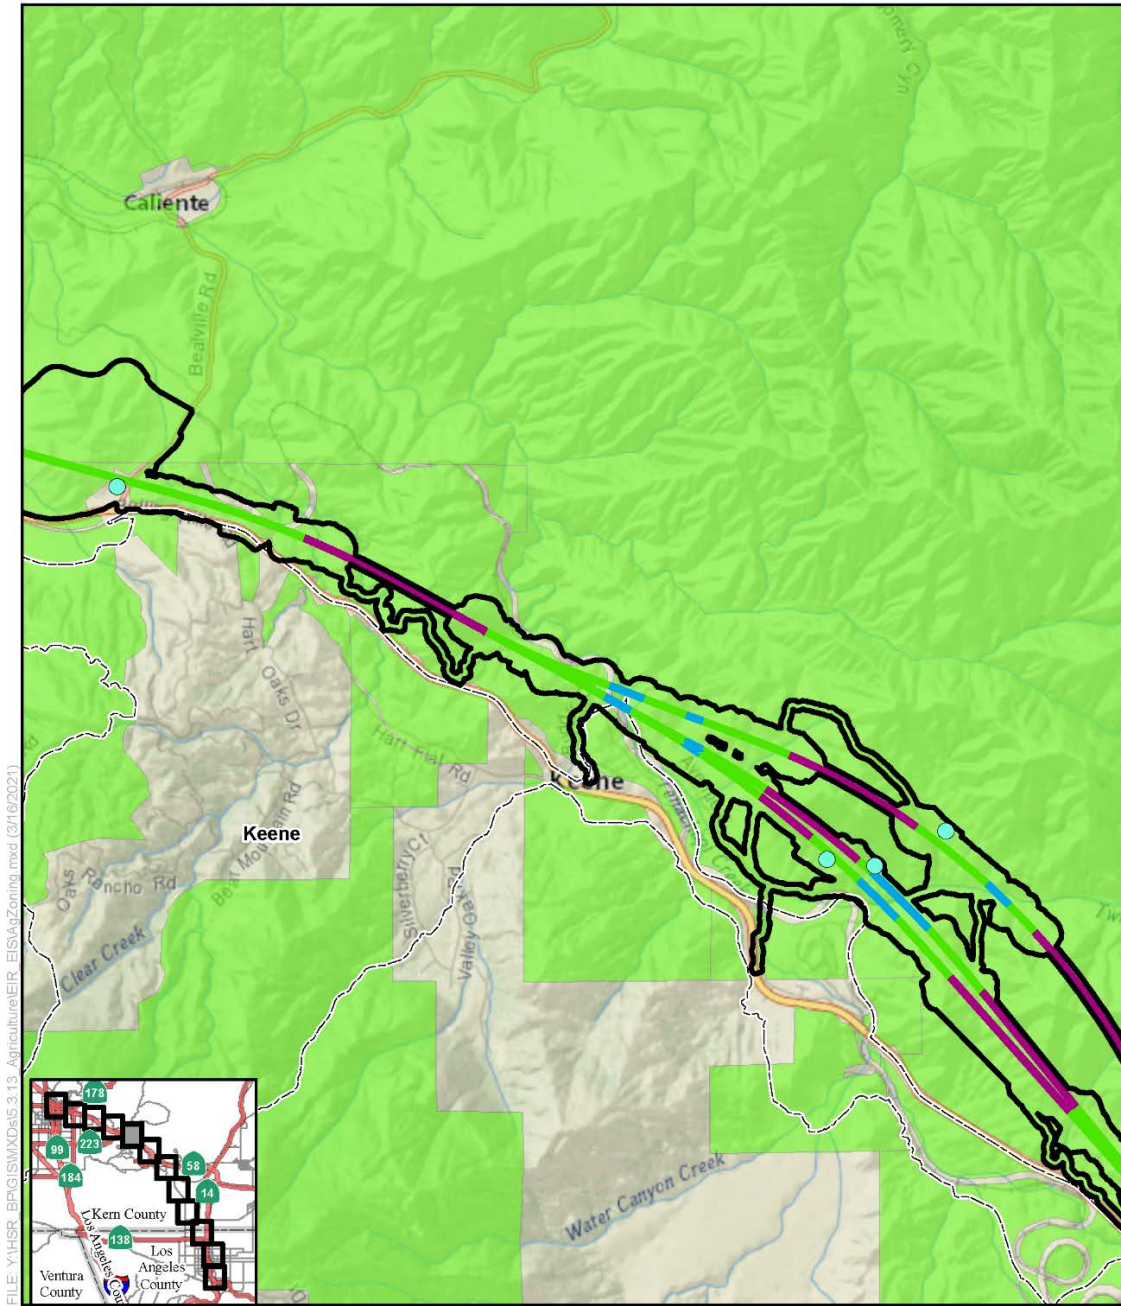 Caliente
Bealville Rd
Hart
Oaks Dr
Hart Flat Rd
Keene
Keene
Oaks
Rancho Rd
Bear Mountain Rd
Silverberry Ct
Valley Oak
Clear Creek
Water Canyon Creek
178
99
223
184
58
14
Kern County
138
Los
Angeles
County
Ventura
County
FILE: Y:\HSR_BP\GIS\MXDs\5.3.13_Agriculture\EIR_EIS\AgZoning.mxd (3/16/2021)